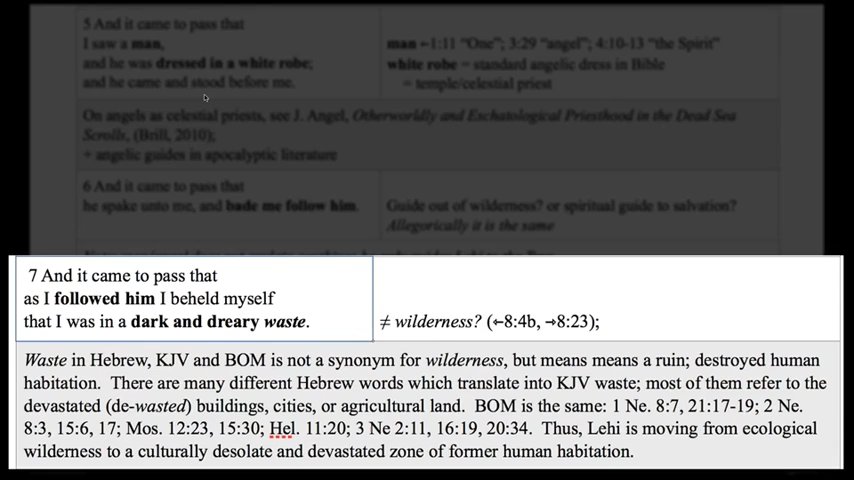 5 And it came to pass that
I saw a man,
and he was dressed in a white robe;
and he came and stood before me.
man ←1:11 “One”; 3:29 “angel”; 4:10-13 “the Spirit”
white robe = standard angelic dress in Bible
= temple/celestial priest
On angels as celestial priests, see J. Angel, Otherworldly and Eschatological Priesthood in the Dead Sea
Scrolls, (Brill, 2010);
+ angelic guides in apocalyptic literature
6 And it came to pass that
he spake unto me, and bade me follow him.
Guide out of wilderness? or spiritual guide to salvation?
Allegorically it is the same
7 And it came to pass that
as I followed him I beheld myself
that I was in a dark and dreary waste.
≠ wilderness? (←8:4b, →8:23);
Waste in Hebrew, KJV and BOM is not a synonym for wilderness, but means means a ruin; destroyed human
habitation. There are many different Hebrew words which translate into KJV waste; most of them refer to the
devastated (de-wasted) buildings, cities, or agricultural land. BOM is the same: 1 Ne. 8:7, 21:17-19; 2 Ne.
8:3, 15:6, 17; Mos. 12:23, 15:30; Hel. 11:20; 3 Ne 2:11, 16:19, 20:34. Thus, Lehi is moving from ecological
wilderness to a culturally desolate and devastated zone of former human habitation.